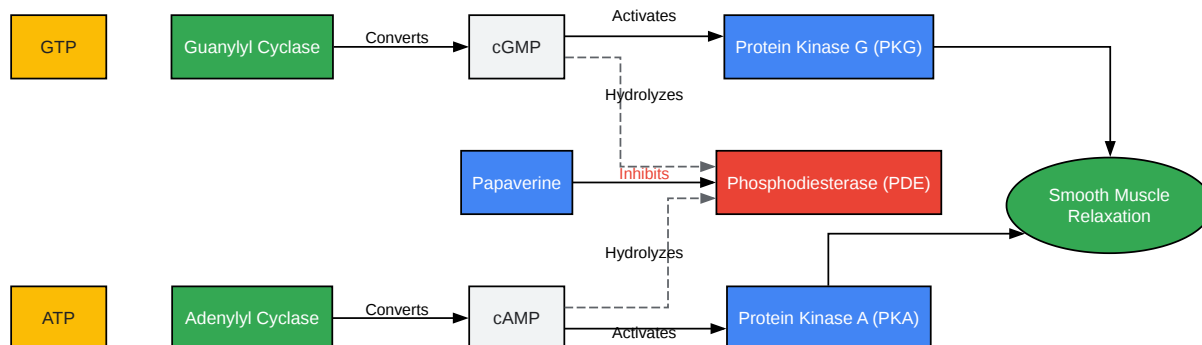 GTP
Guanylyl Cyclase
Converts
cGMP
Activates
Protein Kinase G (PKG)
Hydrolyzes
Papaverine
Inhibits
Phosphodiesterase (PDE)
Smooth Muscle
Relaxation
Hydrolyzes
ATP
Adenylyl Cyclase
Converts
cAMP
Activates
Protein Kinase A (PKA)